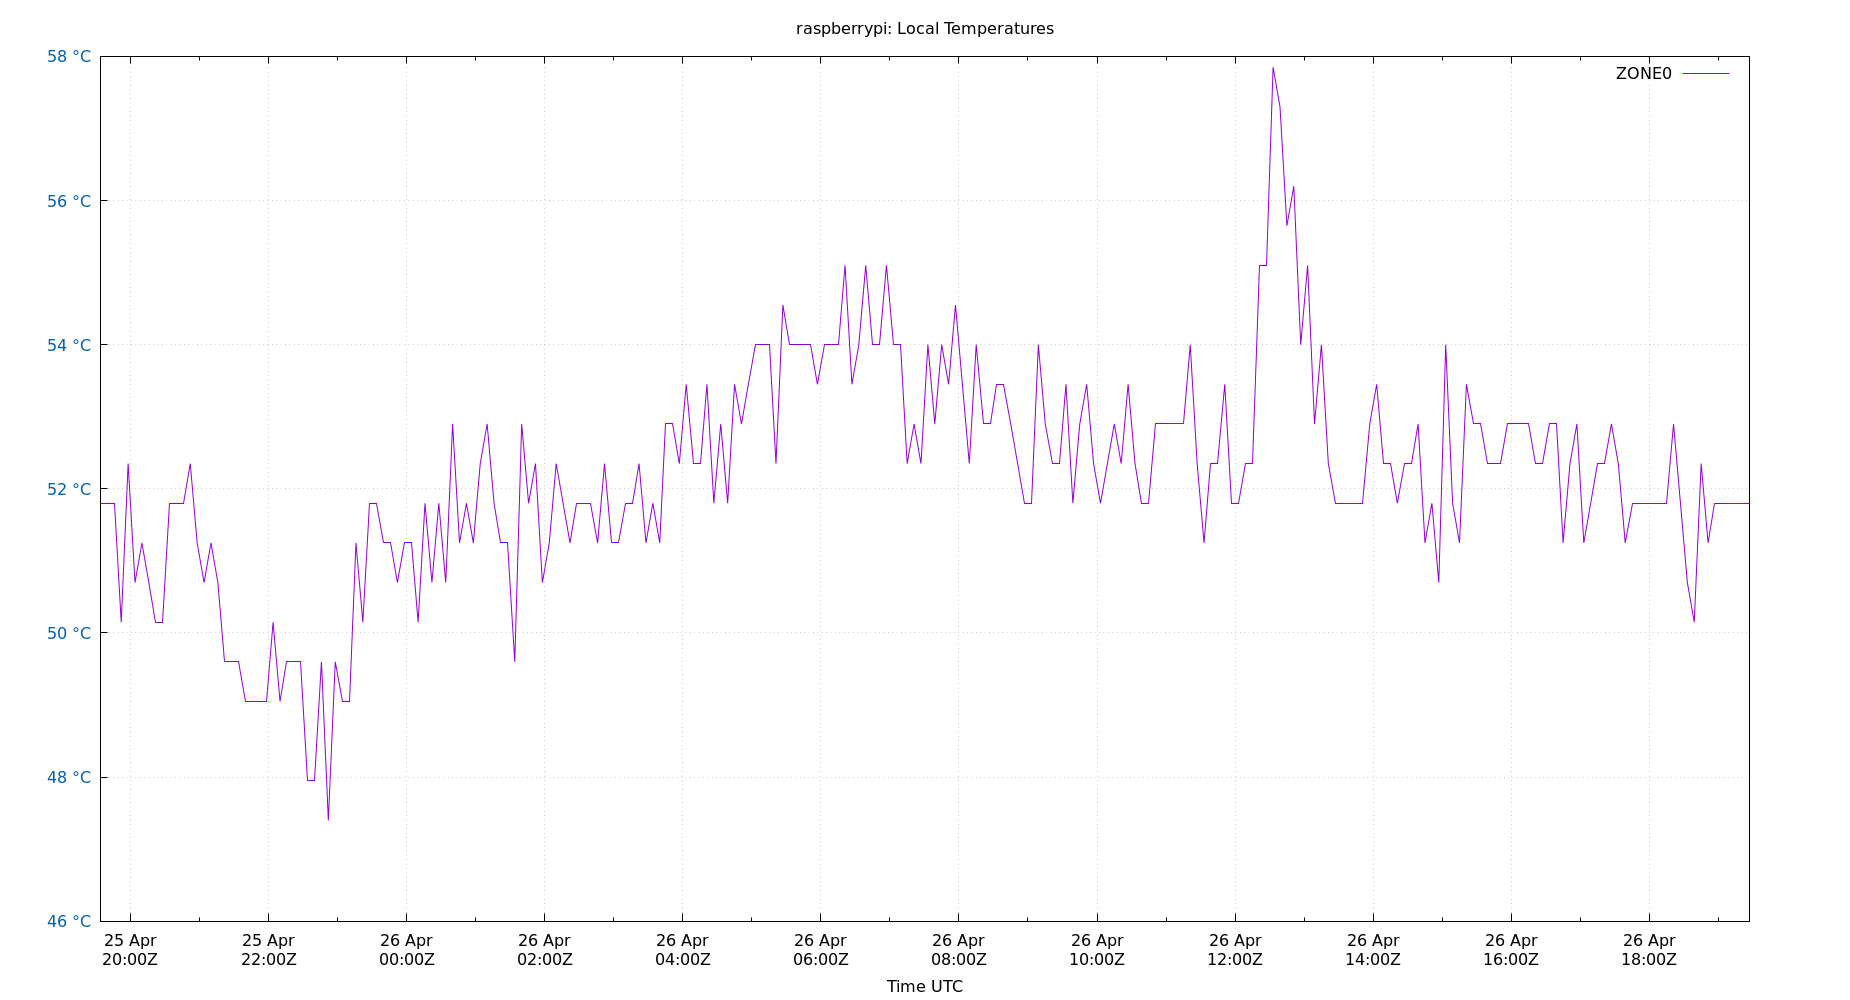 raspberrypi: Local Temperatures
58 °C
ZONE0
56 °C
54 °C
52 °C
50 °C
48 °C
46 °C
25 Apr 25 Apr 26 Apr 26 Apr 26 Apr 26 Apr 26 Apr 26 Apr 26 Apr 26 Apr 26 Apr 26 Apr
20:00Z 22:00Z 00:00Z 02:00Z 04:00Z 06:00Z 08:00Z 10:00Z 12:00Z 14:00Z 16:00Z 18:00Z
Time UTC